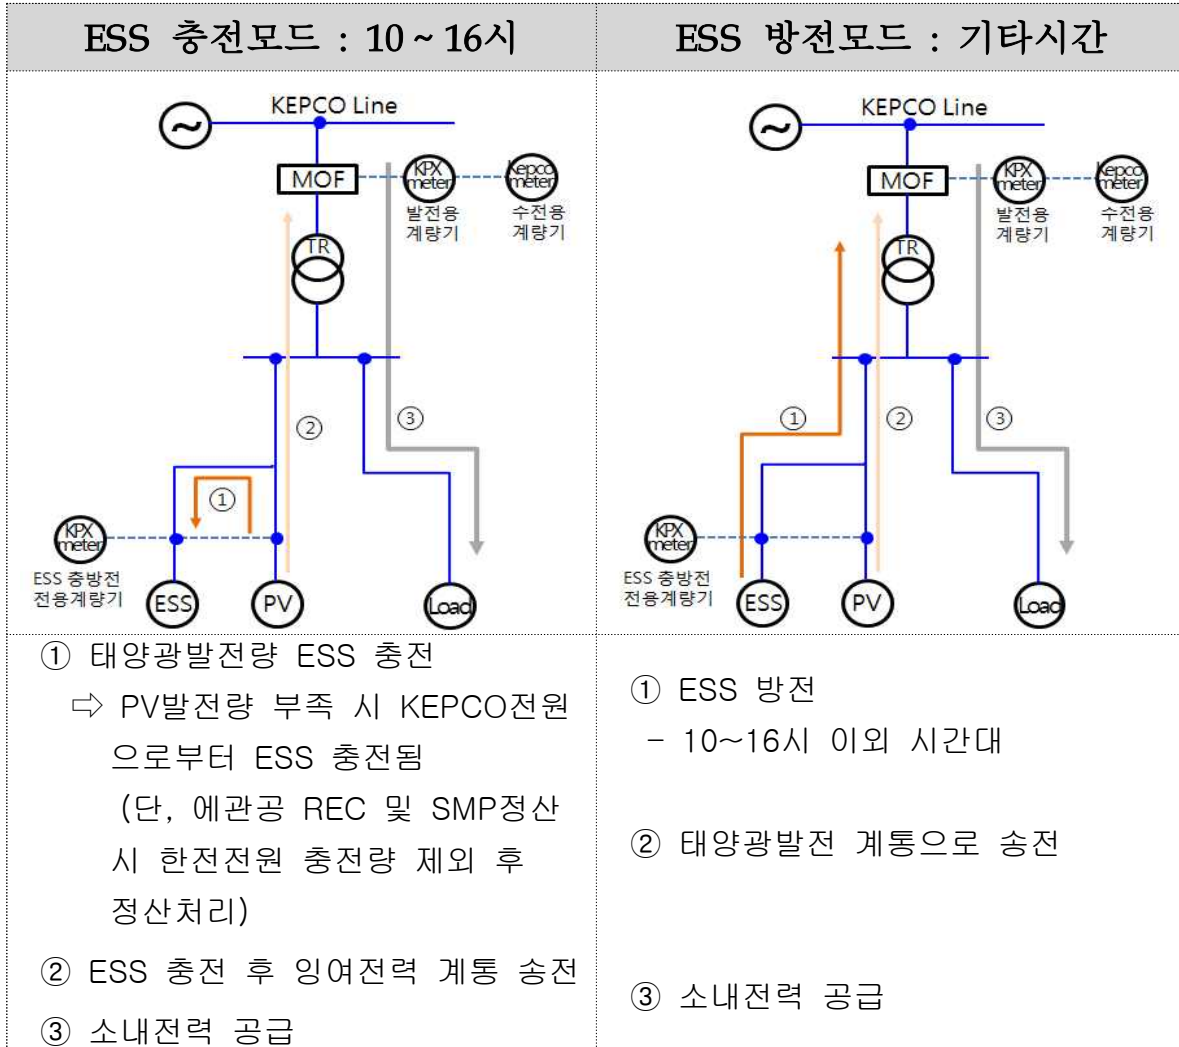 ESS 충전모드 : 10 ~ 16시
KEPCO Line
MOF
KPX
meter
Kepco
meter
발전용
계량기
수전용
계량기
TR
③
②
①
KPX
meter
ESS 충방전
전용계량기
ESS
PV
Load
① 태양광발전량 ESS 충전
⇨ PV발전량 부족 시 KEPCO전원
으로부터 ESS 충전됨
(단, 에관공 REC 및 SMP정산
시 한전전원 충전량 제외 후
정산처리)
② ESS 충전 후 잉여전력 계통 송전
③ 소내전력 공급
ESS 방전모드 : 기타시간
KEPCO Line
MOF
KPX
meter
Kepco
meter
발전용
계량기
수전용
계량기
TR
①
②
③
KPX
meter
ESS 충방전
전용계량기
ESS
PV
Load
① ESS 방전
- 10~16시 이외 시간대
② 태양광발전 계통으로 송전
③ 소내전력 공급